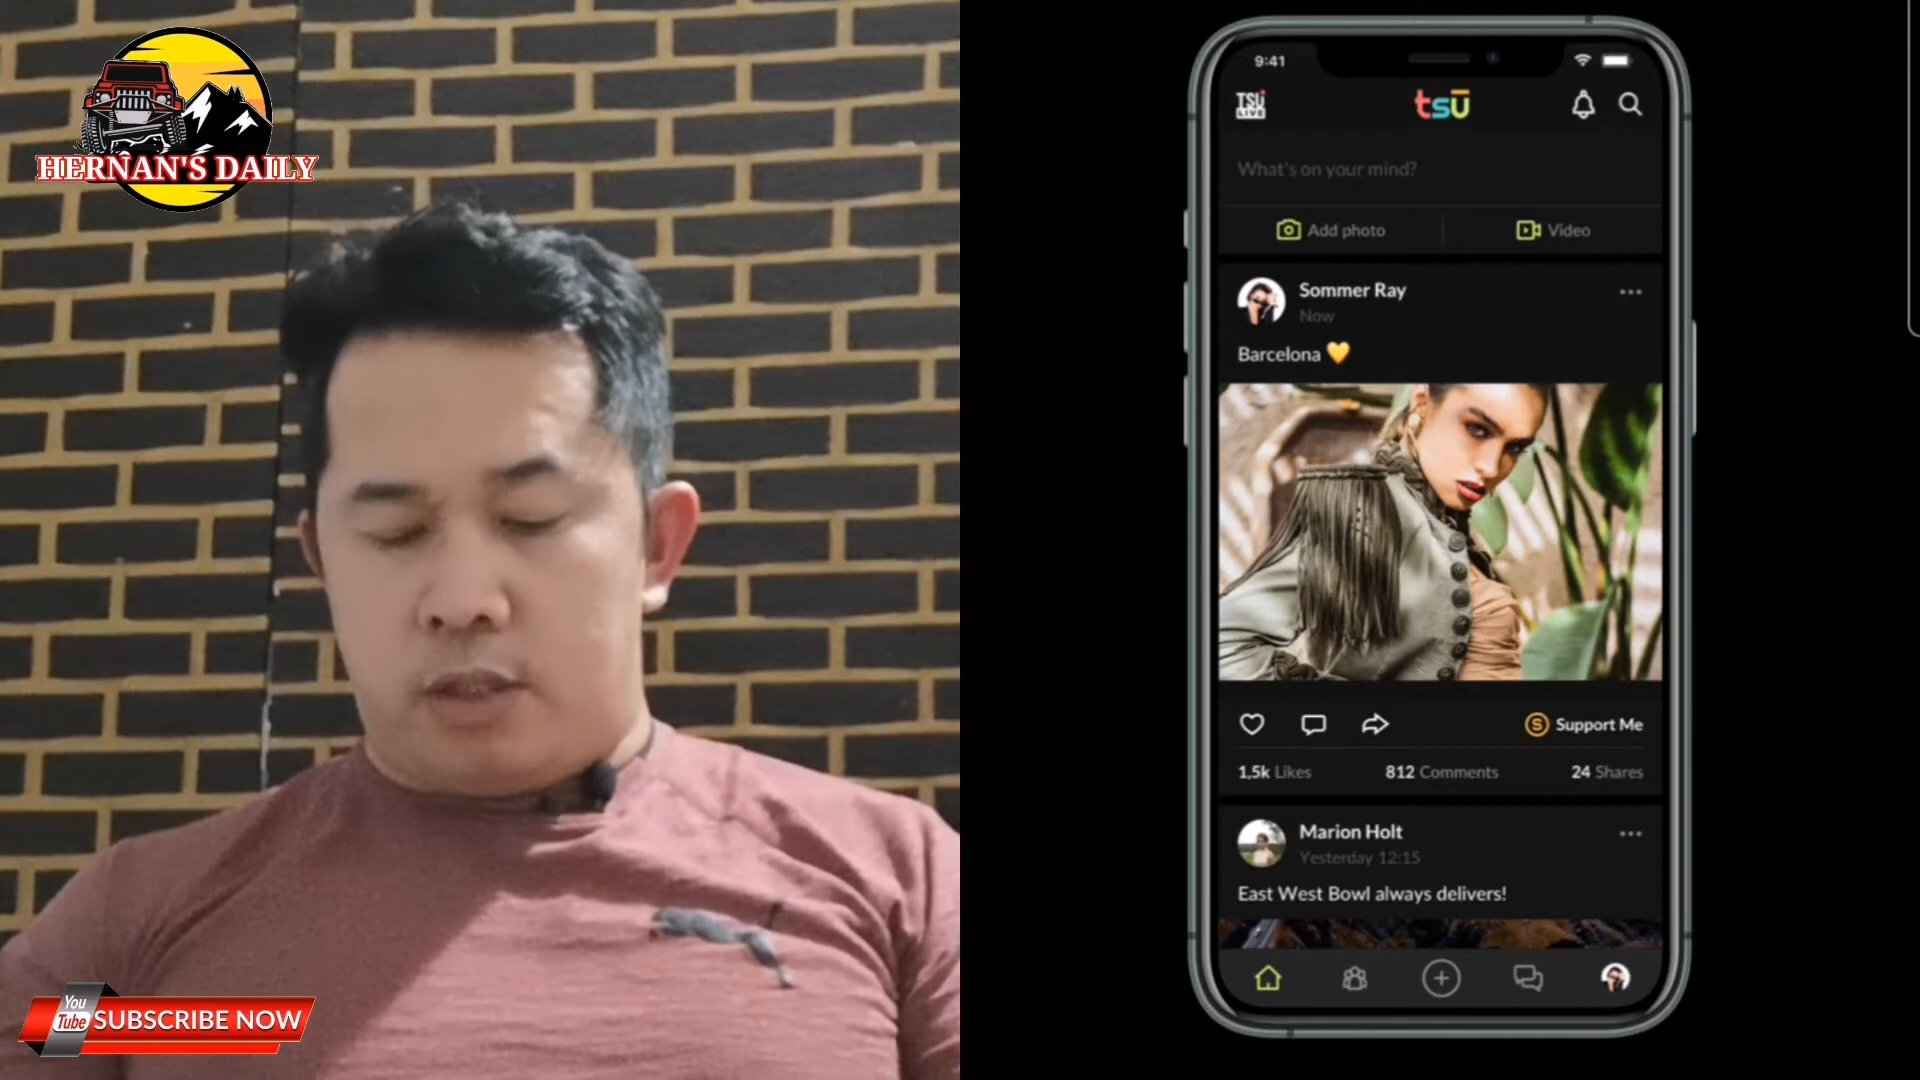 HERNAN'S DAILY
You
Tube
SUBSCRIBE NOW
9:41
TSU
LIVE
tsū
What's on your mind?
Add photo
Video
Sommer Ray
Now
Barcelona 💛
Support Me
1,5k Likes
812 Comments
24 Shares
Marion Holt
Yesterday 12:15
East West Bowl always delivers!